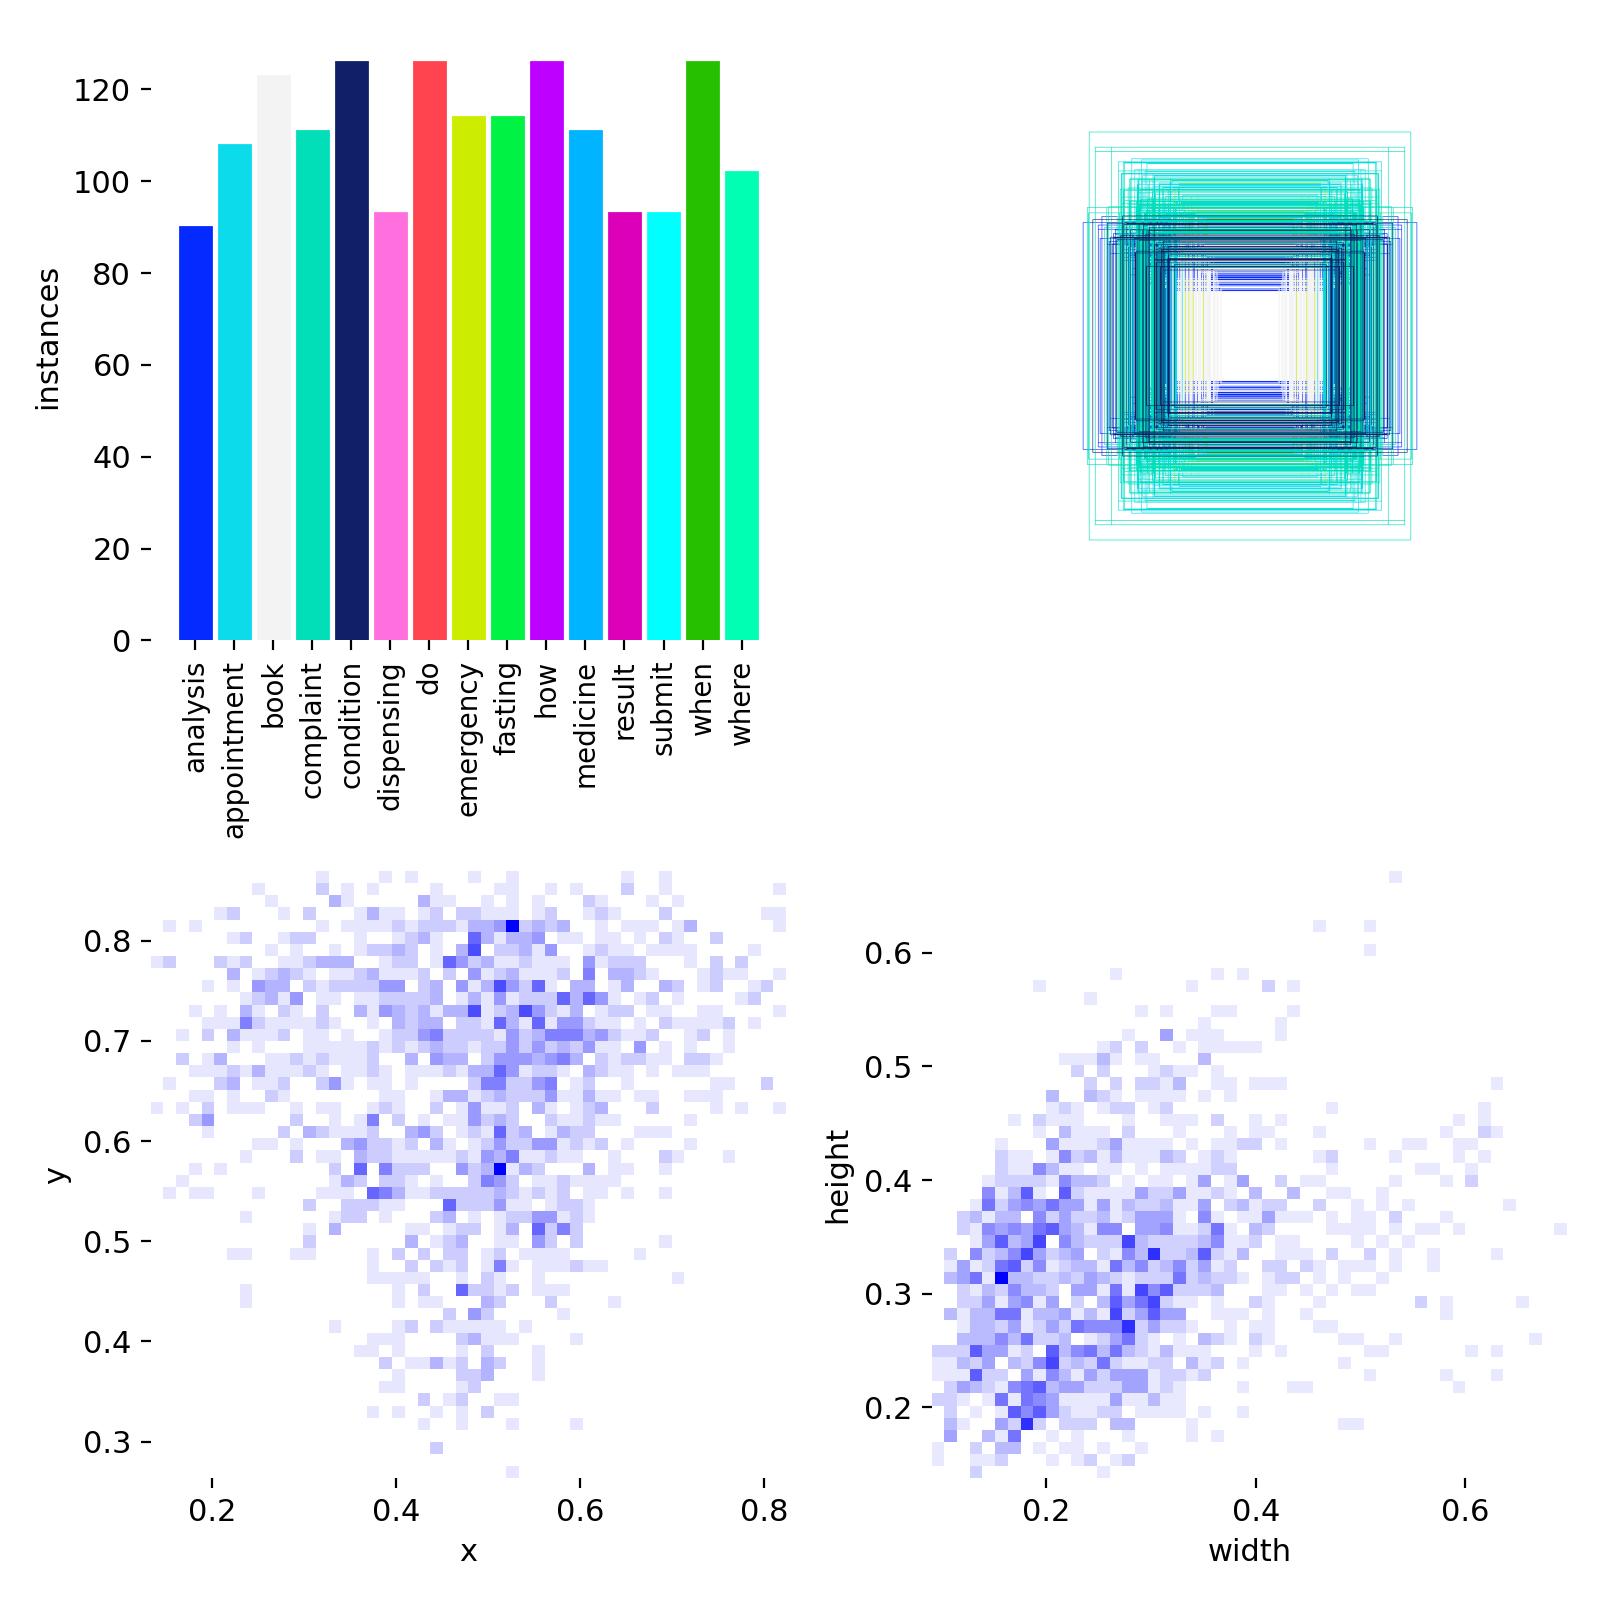 instances
120
100
80
60
40
20
0
analysis
appointment
book
complaint
condition
dispensing
do
emergency
fasting
how
medicine
result
submit
when
where
y
0.8
0.7
0.6
0.5
0.4
0.3
0.2 0.4 0.6 0.8
x
height
0.6
0.5
0.4
0.3
0.2
0.2 0.4 0.6
width